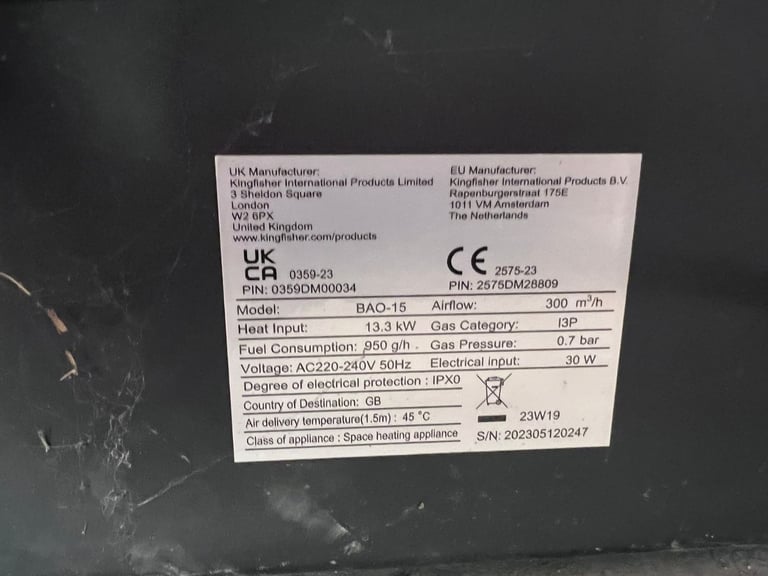 UK Manufacturer:
Kingfisher International Products Limited
3 Sheldon Square
London
W2 6PX
United Kingdom
www.kingfisher.com/products
EU Manufacturer:
Kingfisher International Products B.V.
Rapenburgerstraat 175E
1011 VM Amsterdam
The Netherlands
UK
CA 0359-23
PIN: 0359DM00034
CE 2575-23
PIN: 2575DM28809
Model: BAO-15 Airflow: 300 m³/h
Heat Input: 13.3 kW Gas Category: I3P
Fuel Consumption: 950 g/h Gas Pressure: 0.7 bar
Voltage: AC220-240V 50Hz Electrical input: 30 W
Degree of electrical protection : IPX0
Country of Destination: GB
Air delivery temperature(1.5m) : 45 °C
Class of appliance : Space heating appliance
23W19
S/N: 202305120247